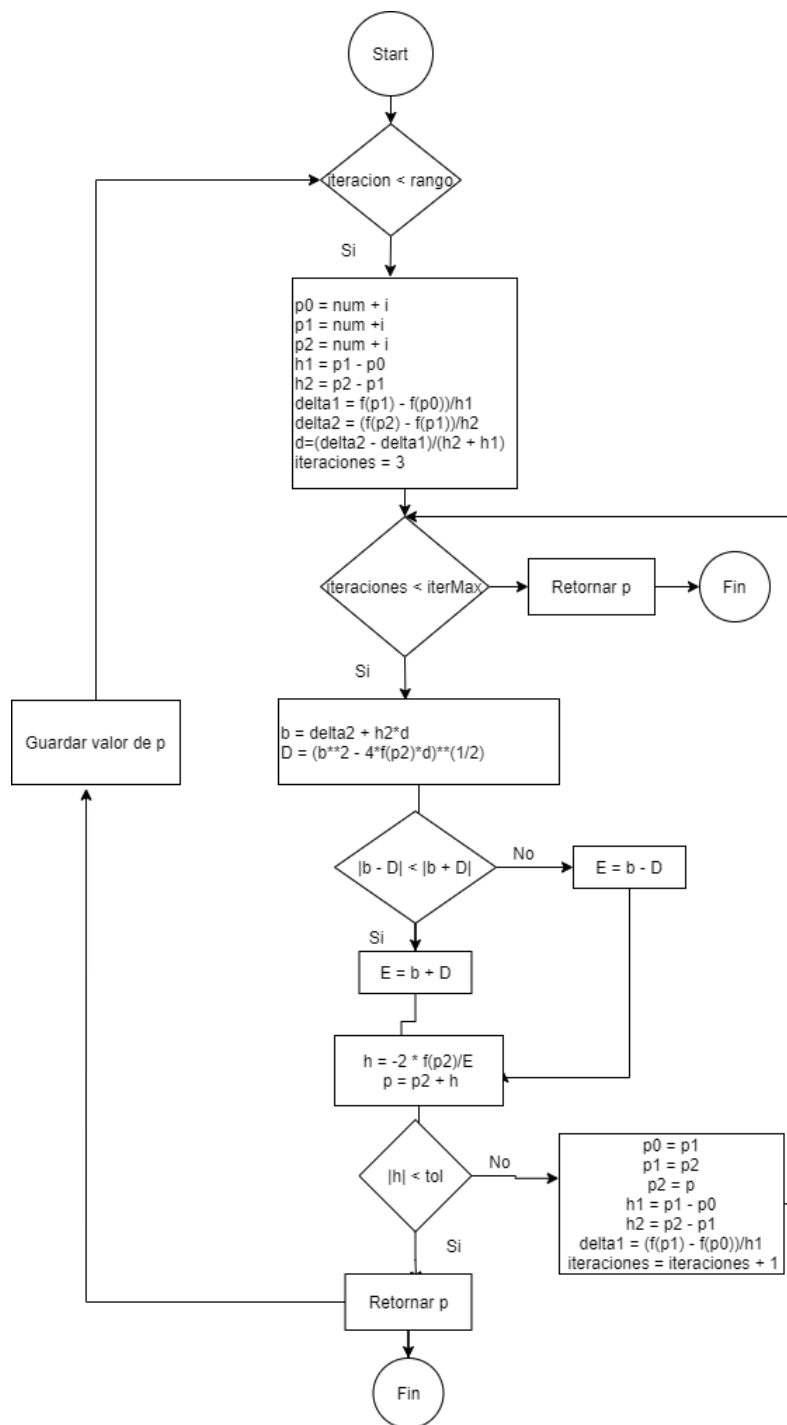 Start
iteracion < rango
Si
p0 = num + i
p1 = num +i
p2 = num + i
h1 = p1 - p0
h2 = p2 - p1
delta1 = f(p1) - f(p0))/h1
delta2 = (f(p2) - f(p1))/h2
d=(delta2 - delta1)/(h2 + h1)
iteraciones = 3
iteraciones < iterMax
Retornar p
Fin
Si
Guardar valor de p
b = delta2 + h2*d
D = (b**2 - 4*f(p2)*d)**(1/2)
|b - D| < |b + D|
No
E = b - D
Si
E = b + D
h = -2 * f(p2)/E
p = p2 + h
|h| < tol
No
p0 = p1
p1 = p2
p2 = p
h1 = p1 - p0
h2 = p2 - p1
delta1 = (f(p1) - f(p0))/h1
iteraciones = iteraciones + 1
Si
Retornar p
Fin